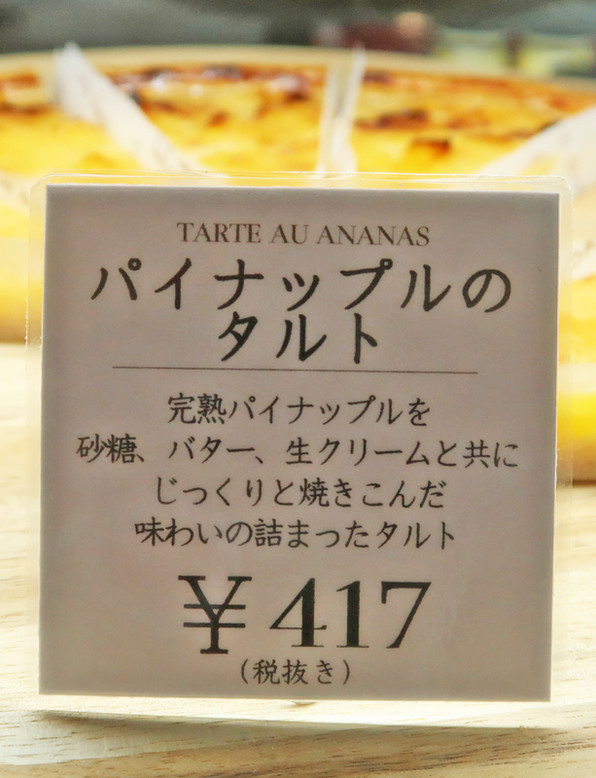 TARTE AU ANANAS
パイナップルの
タルト
完熟パイナップルを
砂糖、バター、生クリームと共に
じっくりと焼きこんだ
味わいの詰まったタルト
¥417
(税抜き)